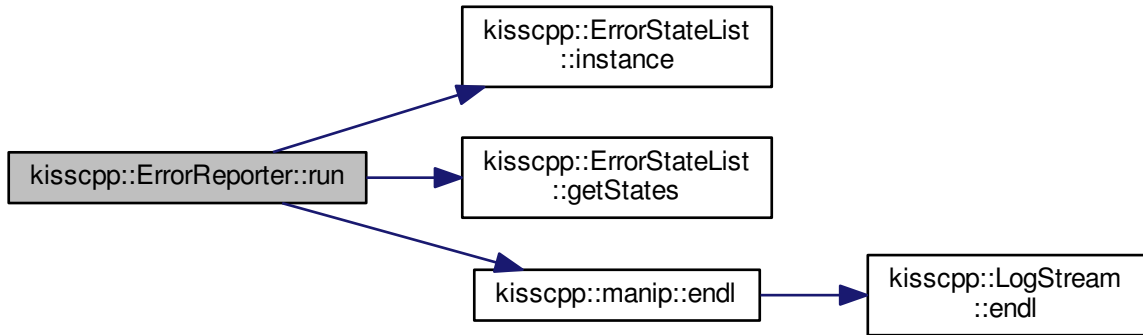 kisscpp::ErrorStateList
::instance
kisscpp::ErrorReporter::run
kisscpp::ErrorStateList
::getStates
kisscpp::manip::endl
kisscpp::LogStream
::endl